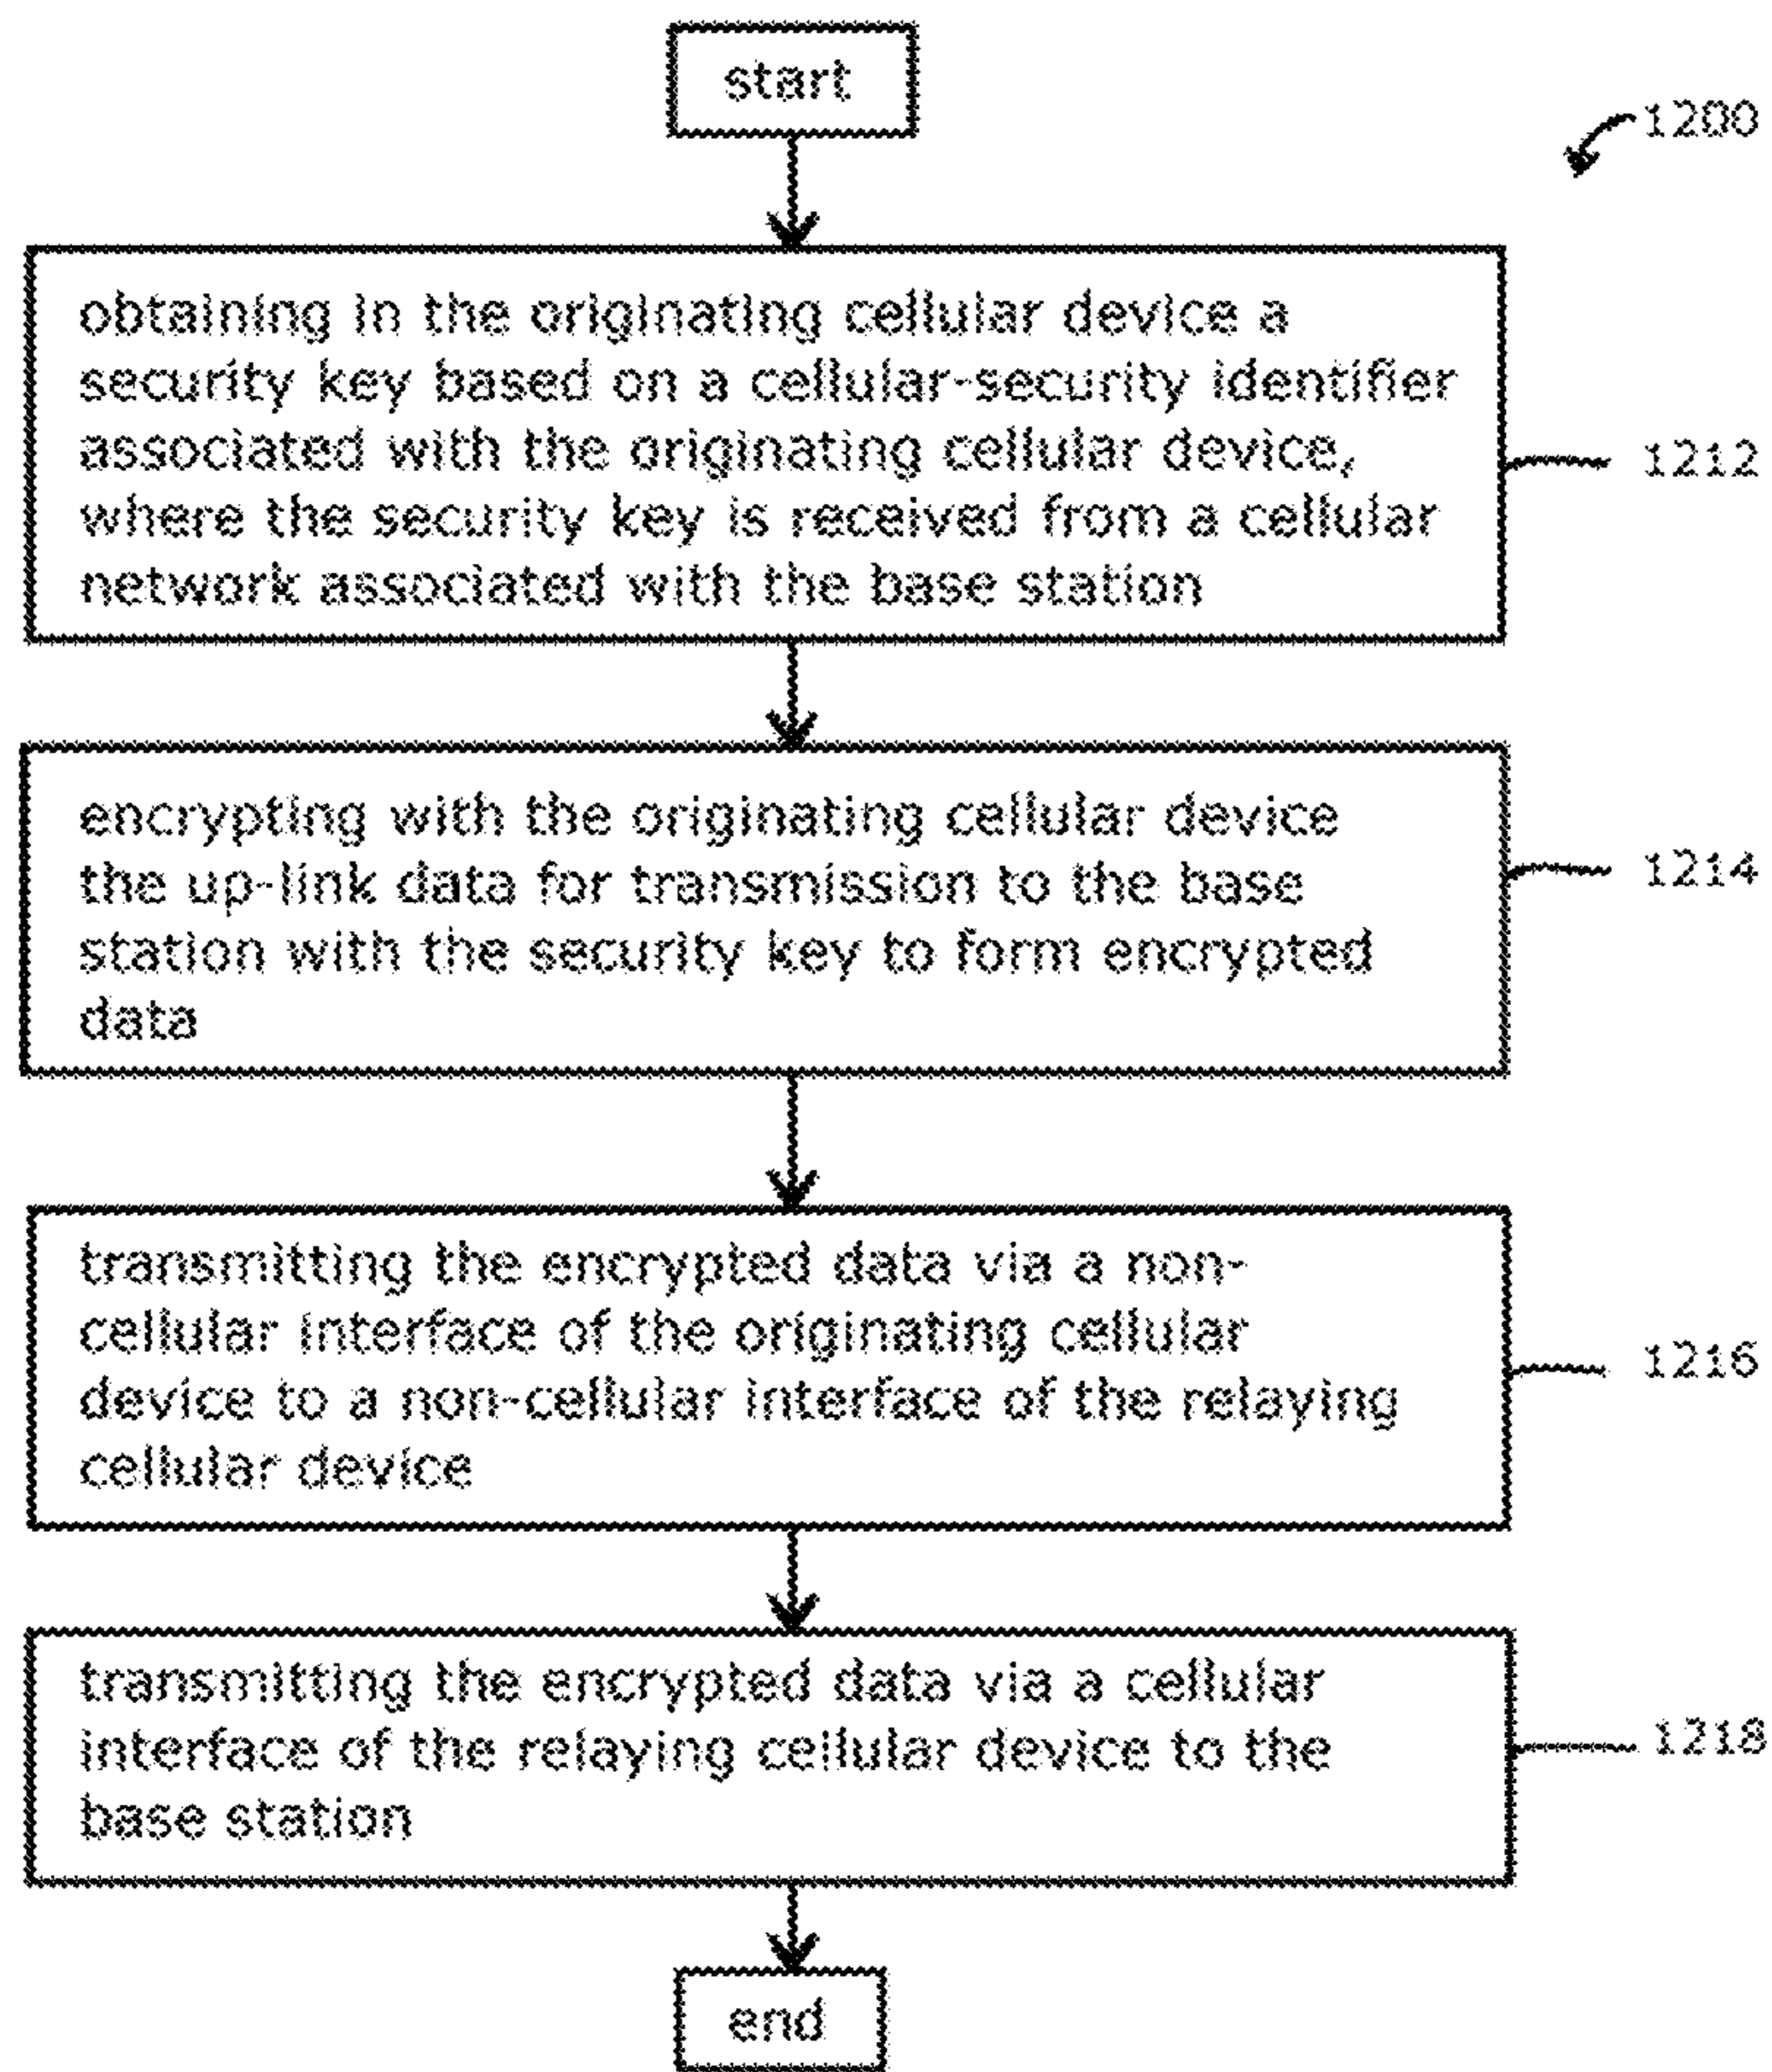 start
1200
obtaining in the originating cellular device a
security key based on a cellular-security identifier
associated with the originating cellular device,
where the security key is received from a cellular
network associated with the base station
1212
encrypting with the originating cellular device
the up-link data for transmission to the base
station with the security key to form encrypted
data
1214
transmitting the encrypted data via a non-
cellular interface of the originating cellular
device to a non-cellular interface of the relaying
cellular device
1216
transmitting the encrypted data via a cellular
interface of the relaying cellular device to the
base station
1218
end